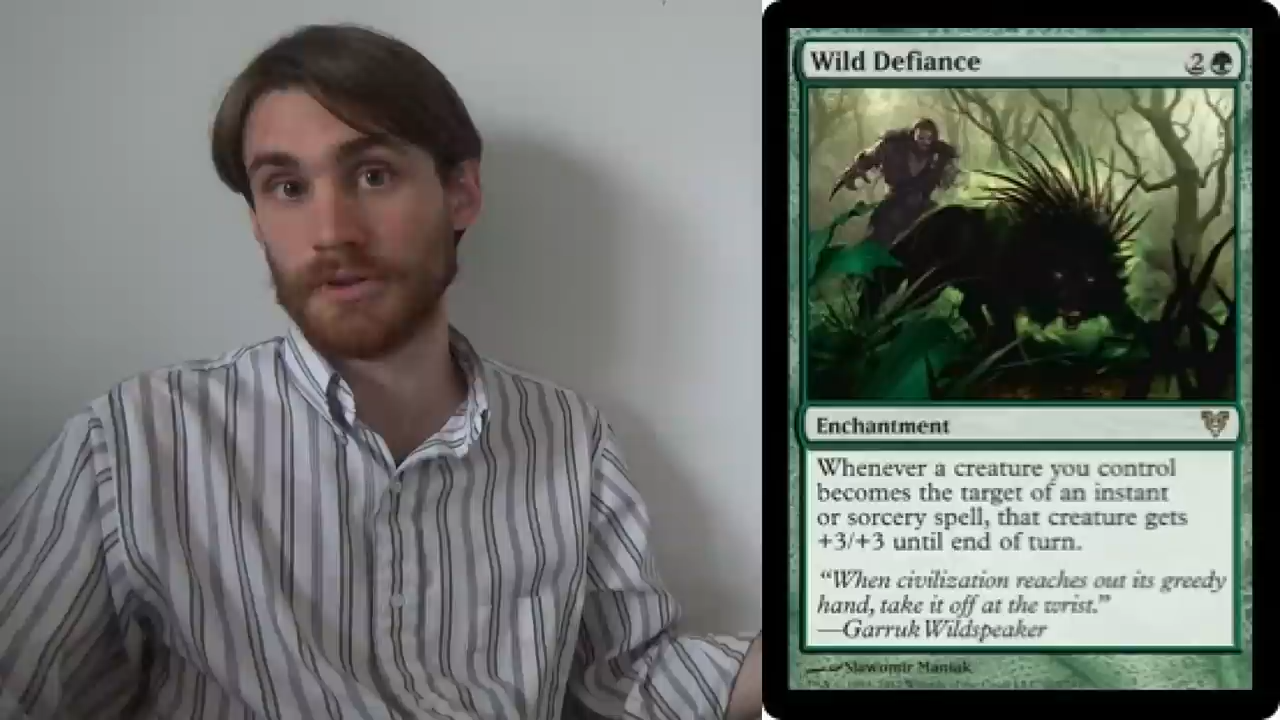 Wild Defiance 2
Enchantment
Whenever a creature you control
becomes the target of an instant
or sorcery spell, that creature gets
+3/+3 until end of turn.
"When civilization reaches out its greedy
hand, take it off at the wrist."
—Garruk Wildspeaker
Slawomir Maniak